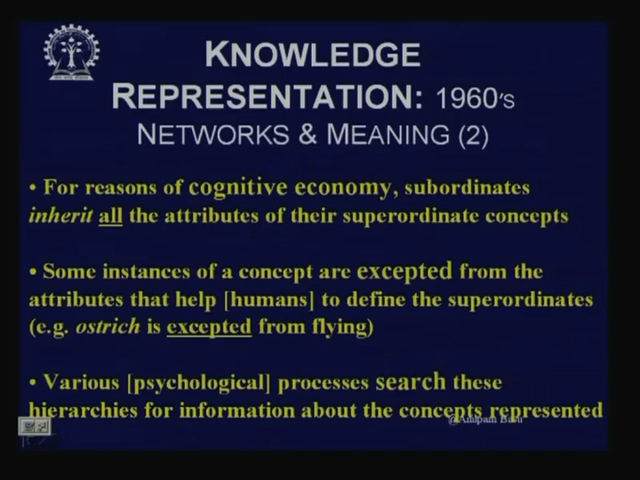 KNOWLEDGE
REPRESENTATION: 1960's
NETWORKS & MEANING (2)
• For reasons of cognitive economy, subordinates
inherit all the attributes of their superordinate concepts
• Some instances of a concept are excepted from the
attributes that help [humans] to define the superordinates
(e.g. ostrich is excepted from flying)
• Various [psychological] processes search these
hierarchies for information about the concepts represented
@Anupam Basu